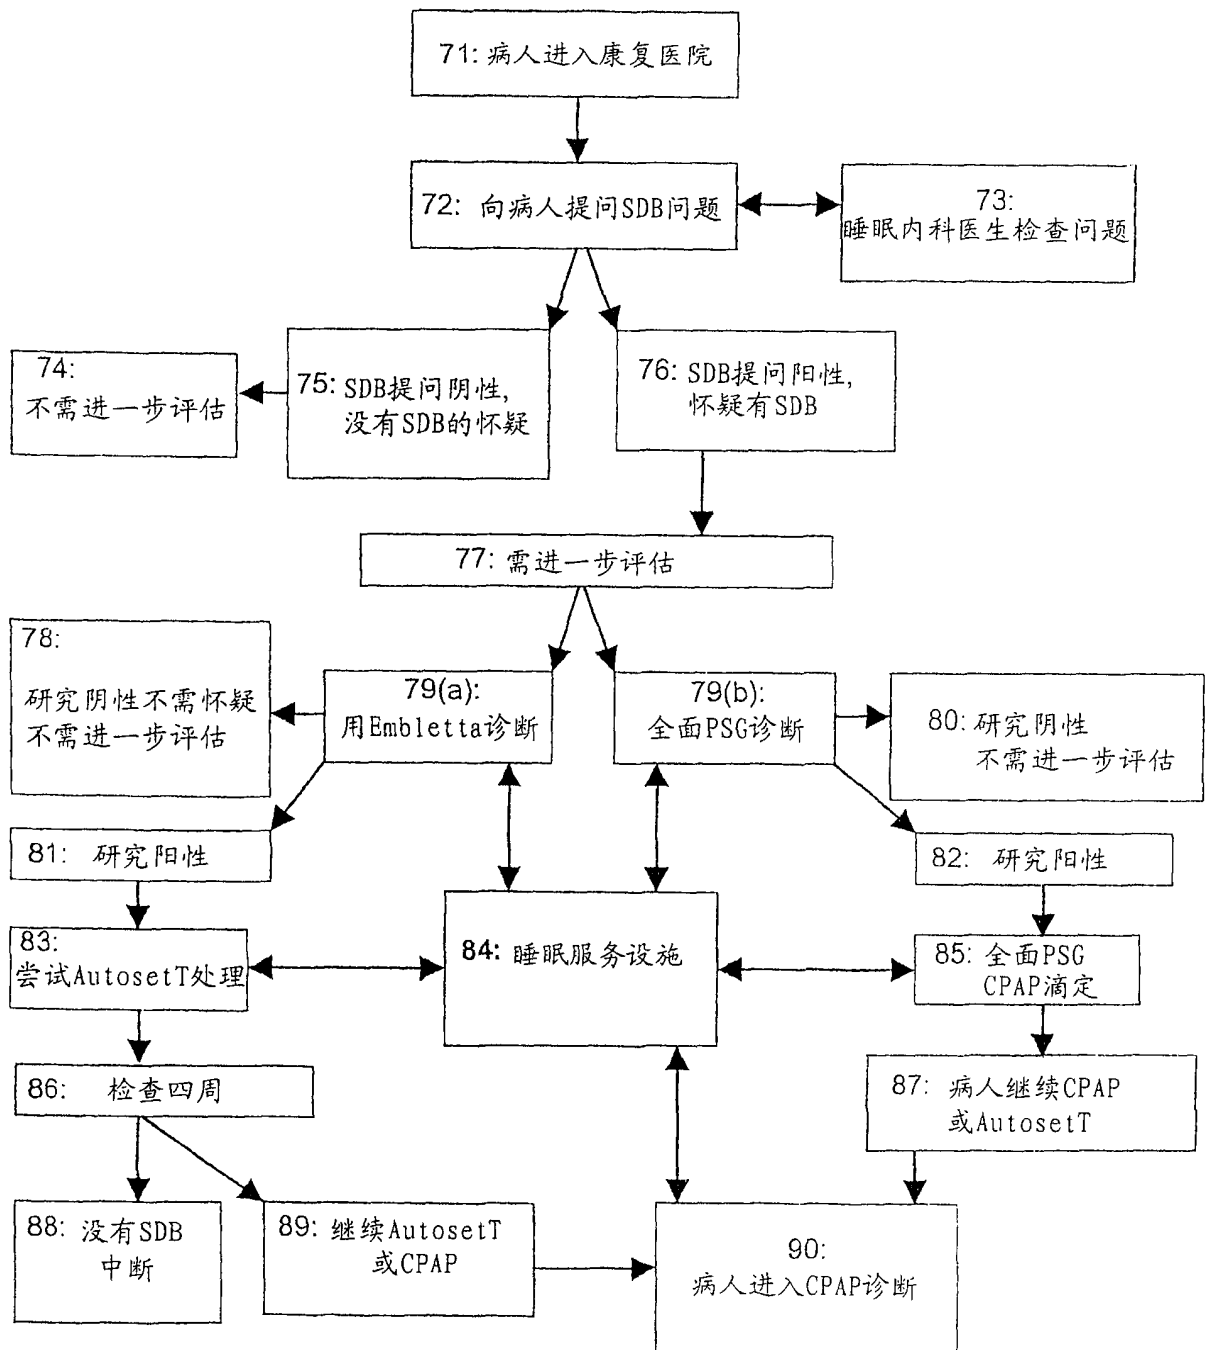 71: 病人进入康复医院
72: 向病人提问SDB问题
73:
睡眠内科医生检查问题
74:
不需进一步评估
75: SDB提问阴性,
没有SDB的怀疑
76: SDB提问阳性,
怀疑有SDB
77: 需进一步评估
78:
研究阴性不需怀疑
不需进一步评估
79(a):
用Embletta诊断
79(b):
全面PSG诊断
80: 研究阴性
不需进一步评估
81: 研究阳性
82: 研究阳性
83:
尝试AutosetT处理
84: 睡眠服务设施
85: 全面PSG
CPAP滴定
86: 检查四周
87: 病人继续CPAP
或AutosetT
88: 没有SDB
中断
89: 继续AutosetT
或CPAP
90:
病人进入CPAP诊断